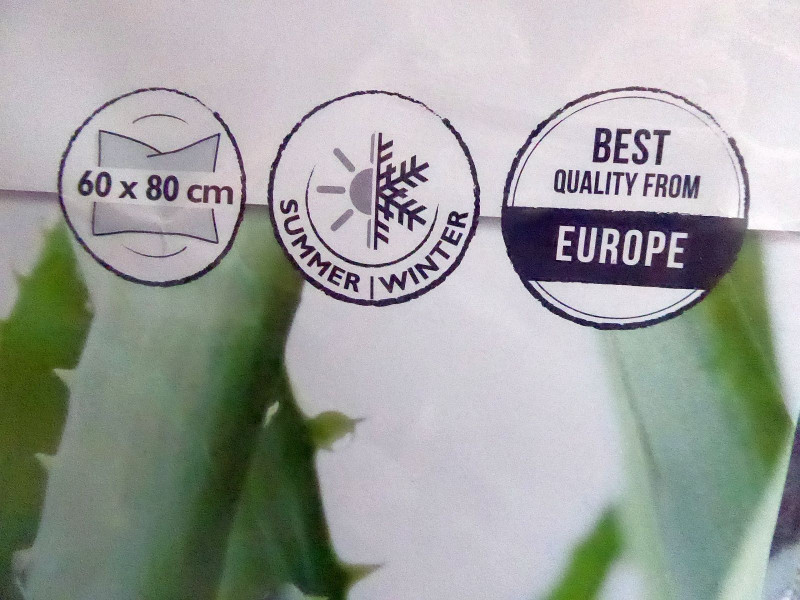 60 x 80 cm
SUMMER | WINTER
BEST
QUALITY FROM
EUROPE